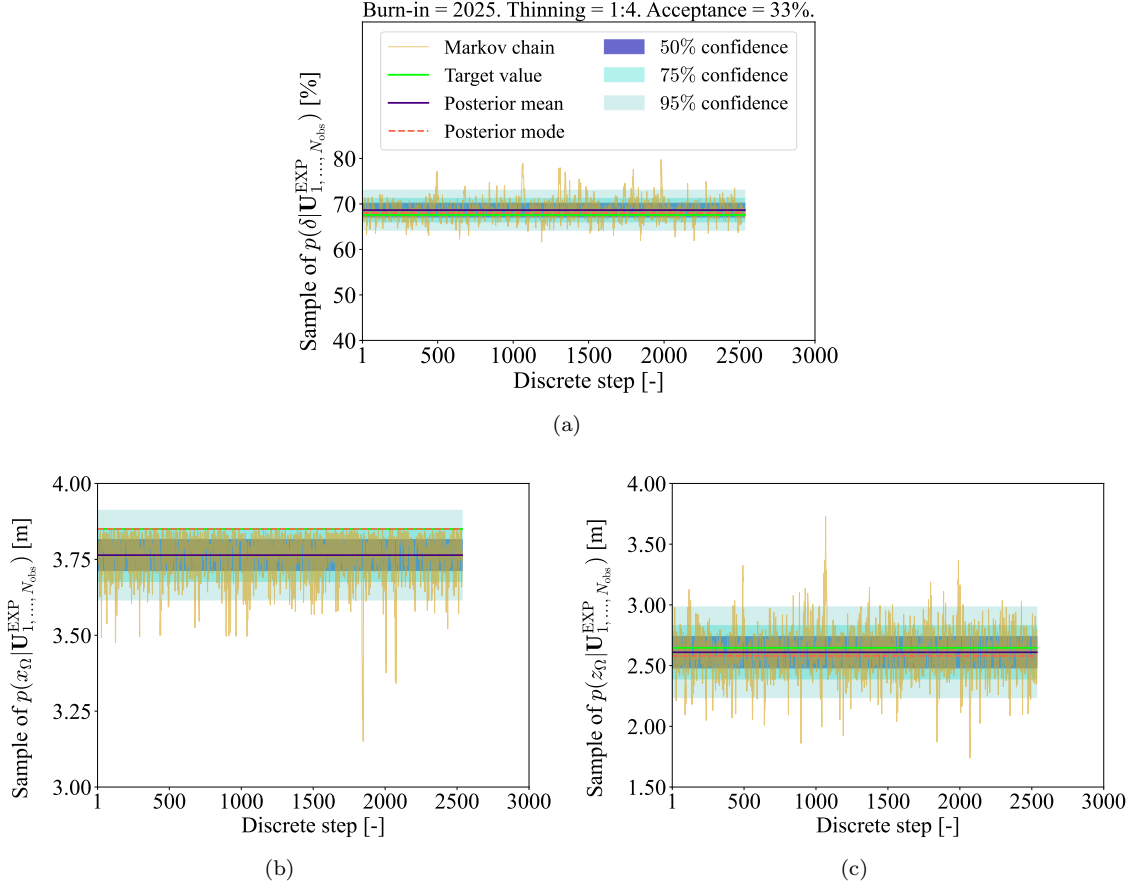 Burn-in = 2025. Thinning = 1:4. Acceptance = 33%.
Markov chain
Target value
Posterior mean
Posterior mode
50% confidence
75% confidence
95% confidence
Sample of p(δ|U^EXP_1,...,N_obs) [%]
80
70
60
50
40
1 500 1000 1500 2000 2500 3000
Discrete step [-]
(a)
Sample of p(x_Ω|U^EXP_1,...,N_obs) [m]
4.00
3.75
3.50
3.25
3.00
1 500 1000 1500 2000 2500 3000
Discrete step [-]
(b)
Sample of p(z_Ω|U^EXP_1,...,N_obs) [m]
4.00
3.50
3.00
2.50
2.00
1.50
1 500 1000 1500 2000 2500 3000
Discrete step [-]
(c)